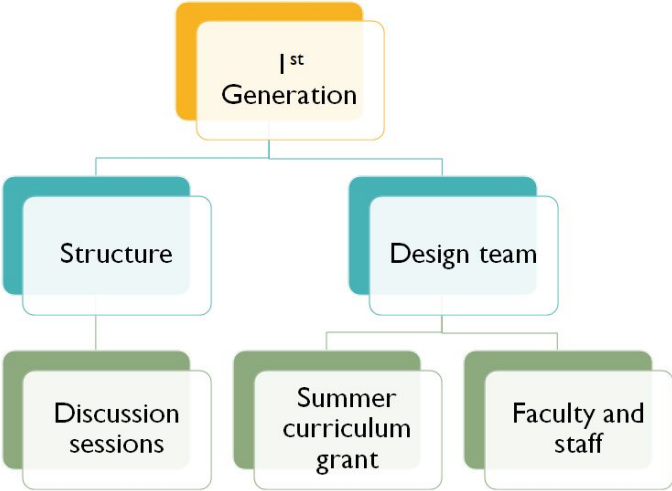 1st
Generation
Structure
Design team
Discussion
sessions
Summer
curriculum
grant
Faculty and
staff